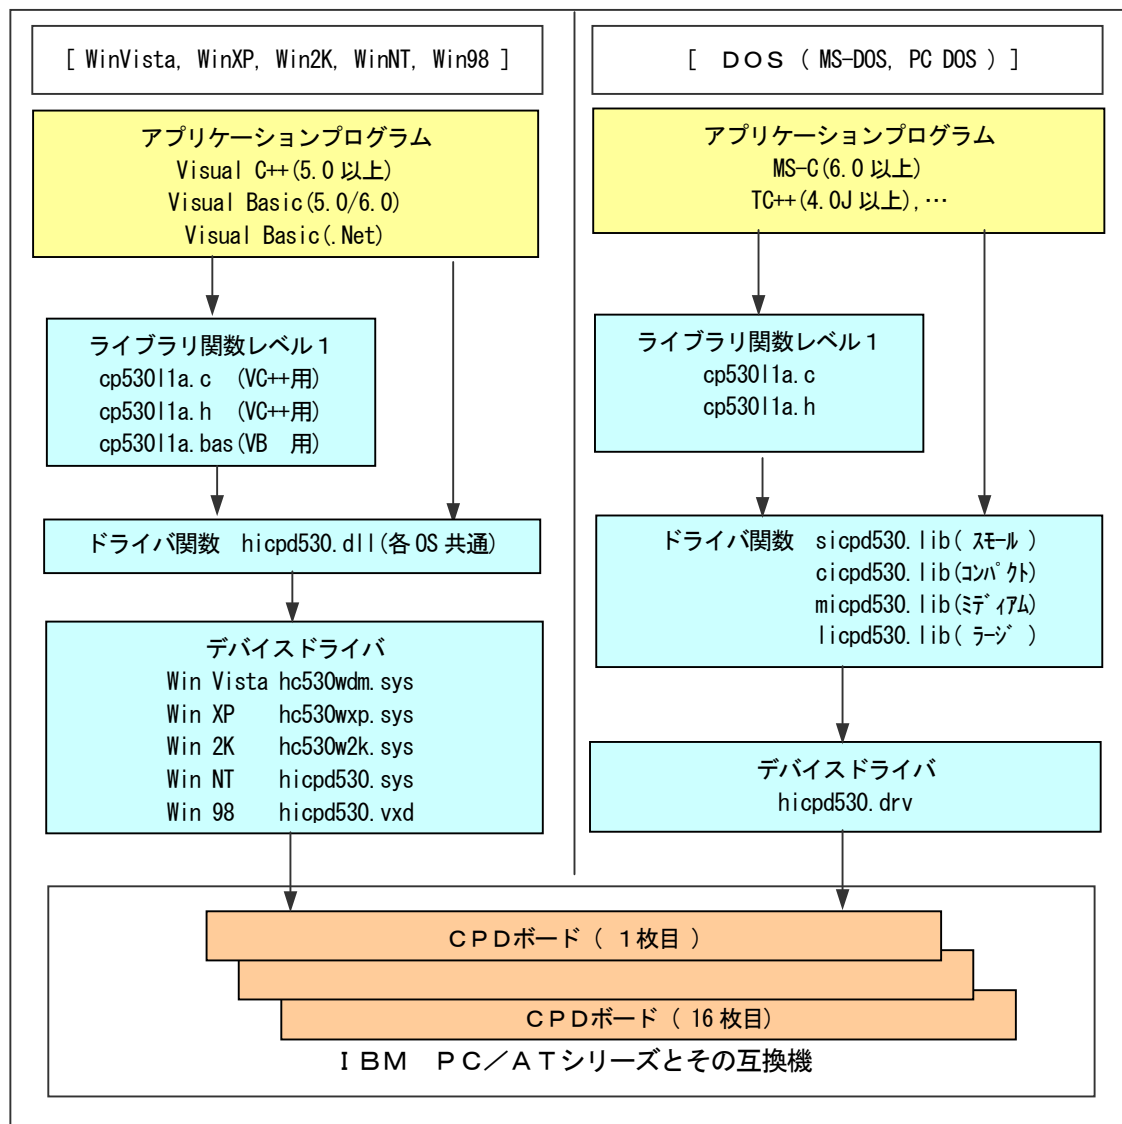 [ WinVista, WinXP, Win2K, WinNT, Win98 ]
アプリケーションプログラム
Visual C++(5.0 以上)
Visual Basic(5.0/6.0)
Visual Basic(.Net)
ライブラリ関数レベル１
cp530l1a.c (VC++用)
cp530l1a.h (VC++用)
cp530l1a.bas(VB 用)
ドライバ関数 hicpd530.dll(各 OS 共通)
デバイスドライバ
Win Vista hc530wdm.sys
Win XP hc530wxp.sys
Win 2K hc530w2k.sys
Win NT hicpd530.sys
Win 98 hicpd530.vxd
[ ＤＯＳ ( MS-DOS, PC DOS ) ]
アプリケーションプログラム
MS-C(6.0 以上)
TC++(4.0J 以上),…
ライブラリ関数レベル１
cp530l1a.c
cp530l1a.h
ドライバ関数 sicpd530.lib( ｽﾓｰﾙ )
cicpd530.lib(ｺﾝﾊﾟｸﾄ)
micpd530.lib(ﾐﾃﾞｨｱﾑ)
licpd530.lib( ﾗｰｼﾞ )
デバイスドライバ
hicpd530.drv
ＣＰＤボード ( １枚目 )
ＣＰＤボード ( 16 枚目)
ＩＢＭ ＰＣ／ＡＴシリーズとその互換機